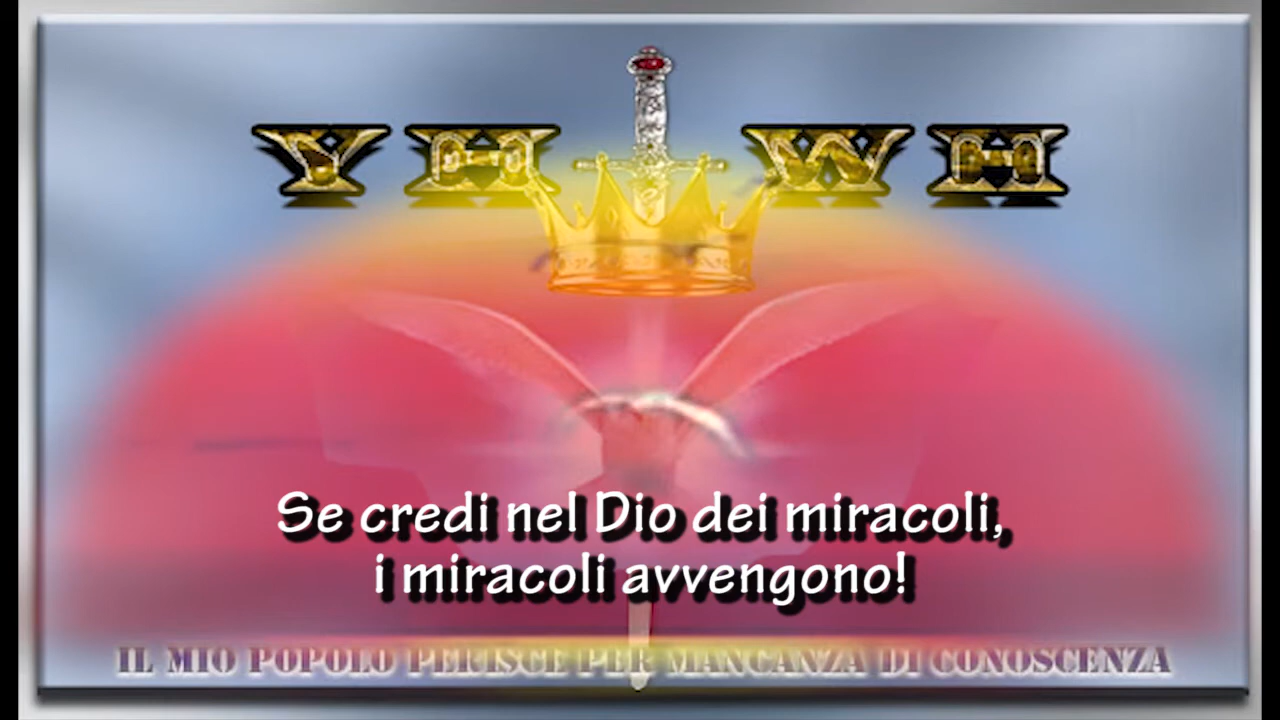 YHWH
Se credi nel Dio dei miracoli,
i miracoli avvengono!
IL MIO POPOLO PERISCE PER MANCANZA DI CONOSCENZA